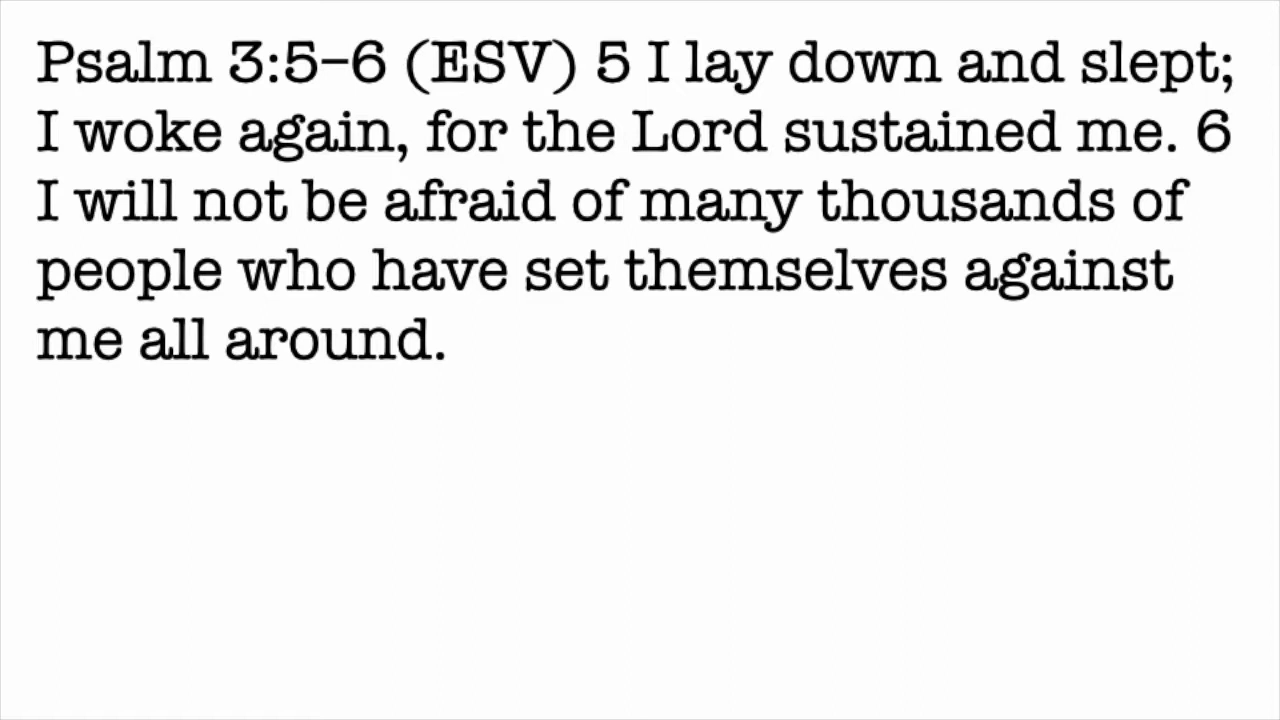 Psalm 3:5–6 (ESV) 5 I lay down and slept;
I woke again, for the Lord sustained me. 6
I will not be afraid of many thousands of
people who have set themselves against
me all around.